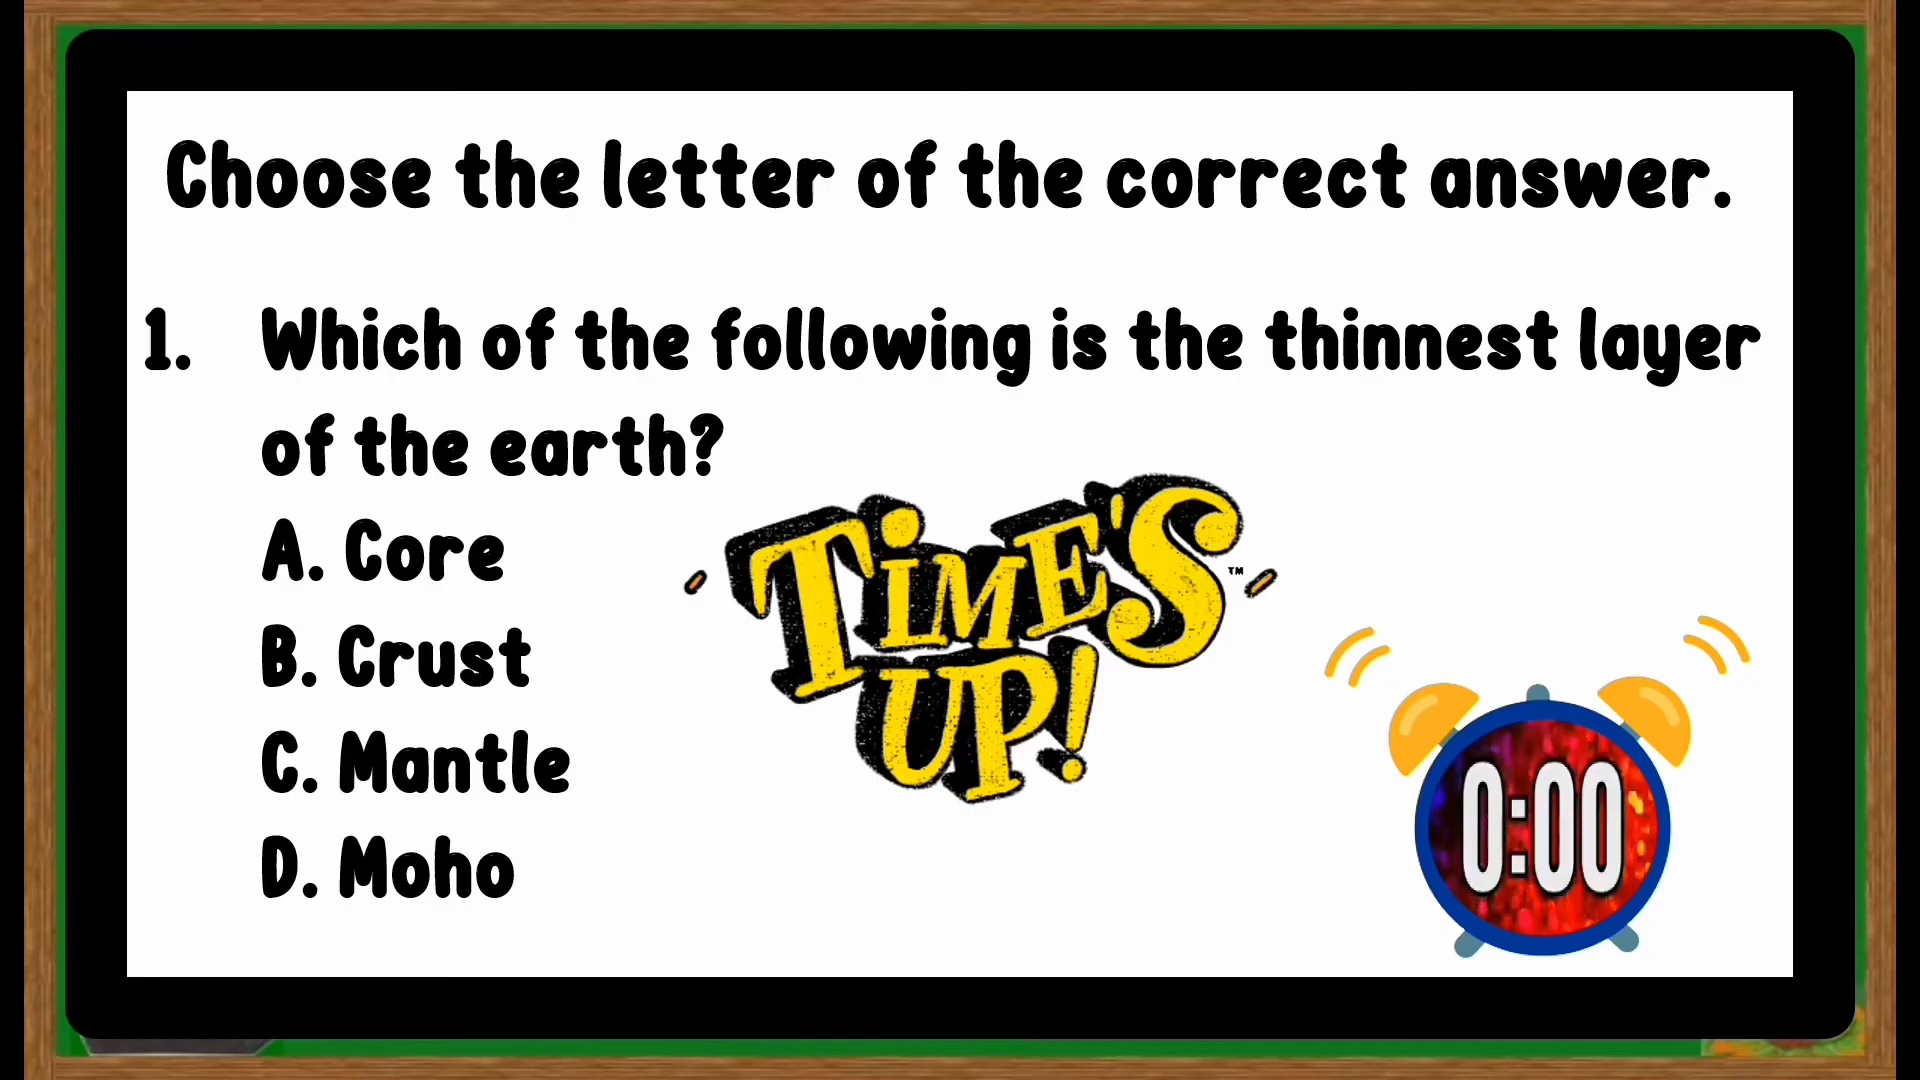 Choose the letter of the correct answer.
1. Which of the following is the thinnest layer
of the earth?
A. Core
B. Crust
C. Mantle
D. Moho
TiME'S
UP!
TM
0:00